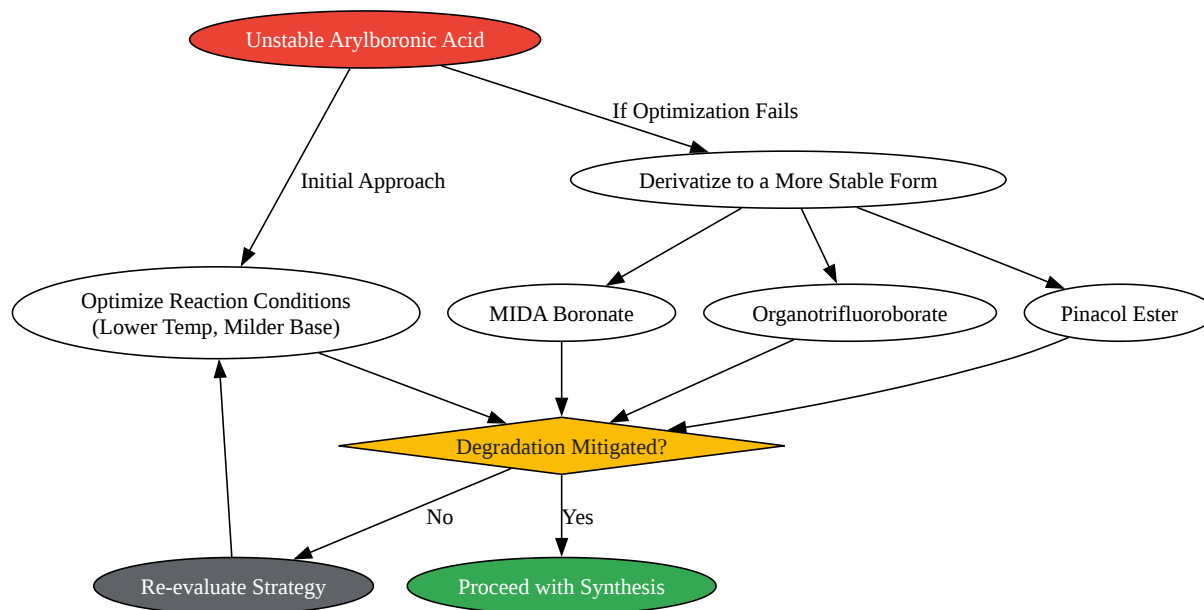 Unstable Arylboronic Acid
If Optimization Fails
Initial Approach
Derivatize to a More Stable Form
Optimize Reaction Conditions
(Lower Temp, Milder Base)
MIDA Boronate
Organotrifluoroborate
Pinacol Ester
Degradation Mitigated?
No
Yes
Re-evaluate Strategy
Proceed with Synthesis